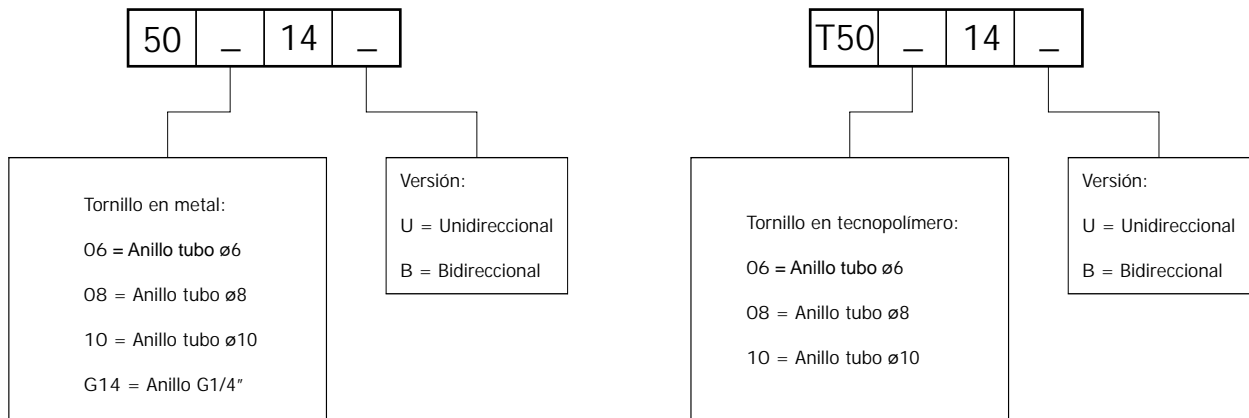 50 _ 14 _
Tornillo en metal:
06 = Anillo tubo ø6
08 = Anillo tubo ø8
10 = Anillo tubo ø10
G14 = Anillo G1/4"
Versión:
U = Unidireccional
B = Bidireccional
T50 _ 14 _
Tornillo en tecnopolímero:
06 = Anillo tubo ø6
08 = Anillo tubo ø8
10 = Anillo tubo ø10
Versión:
U = Unidireccional
B = Bidireccional